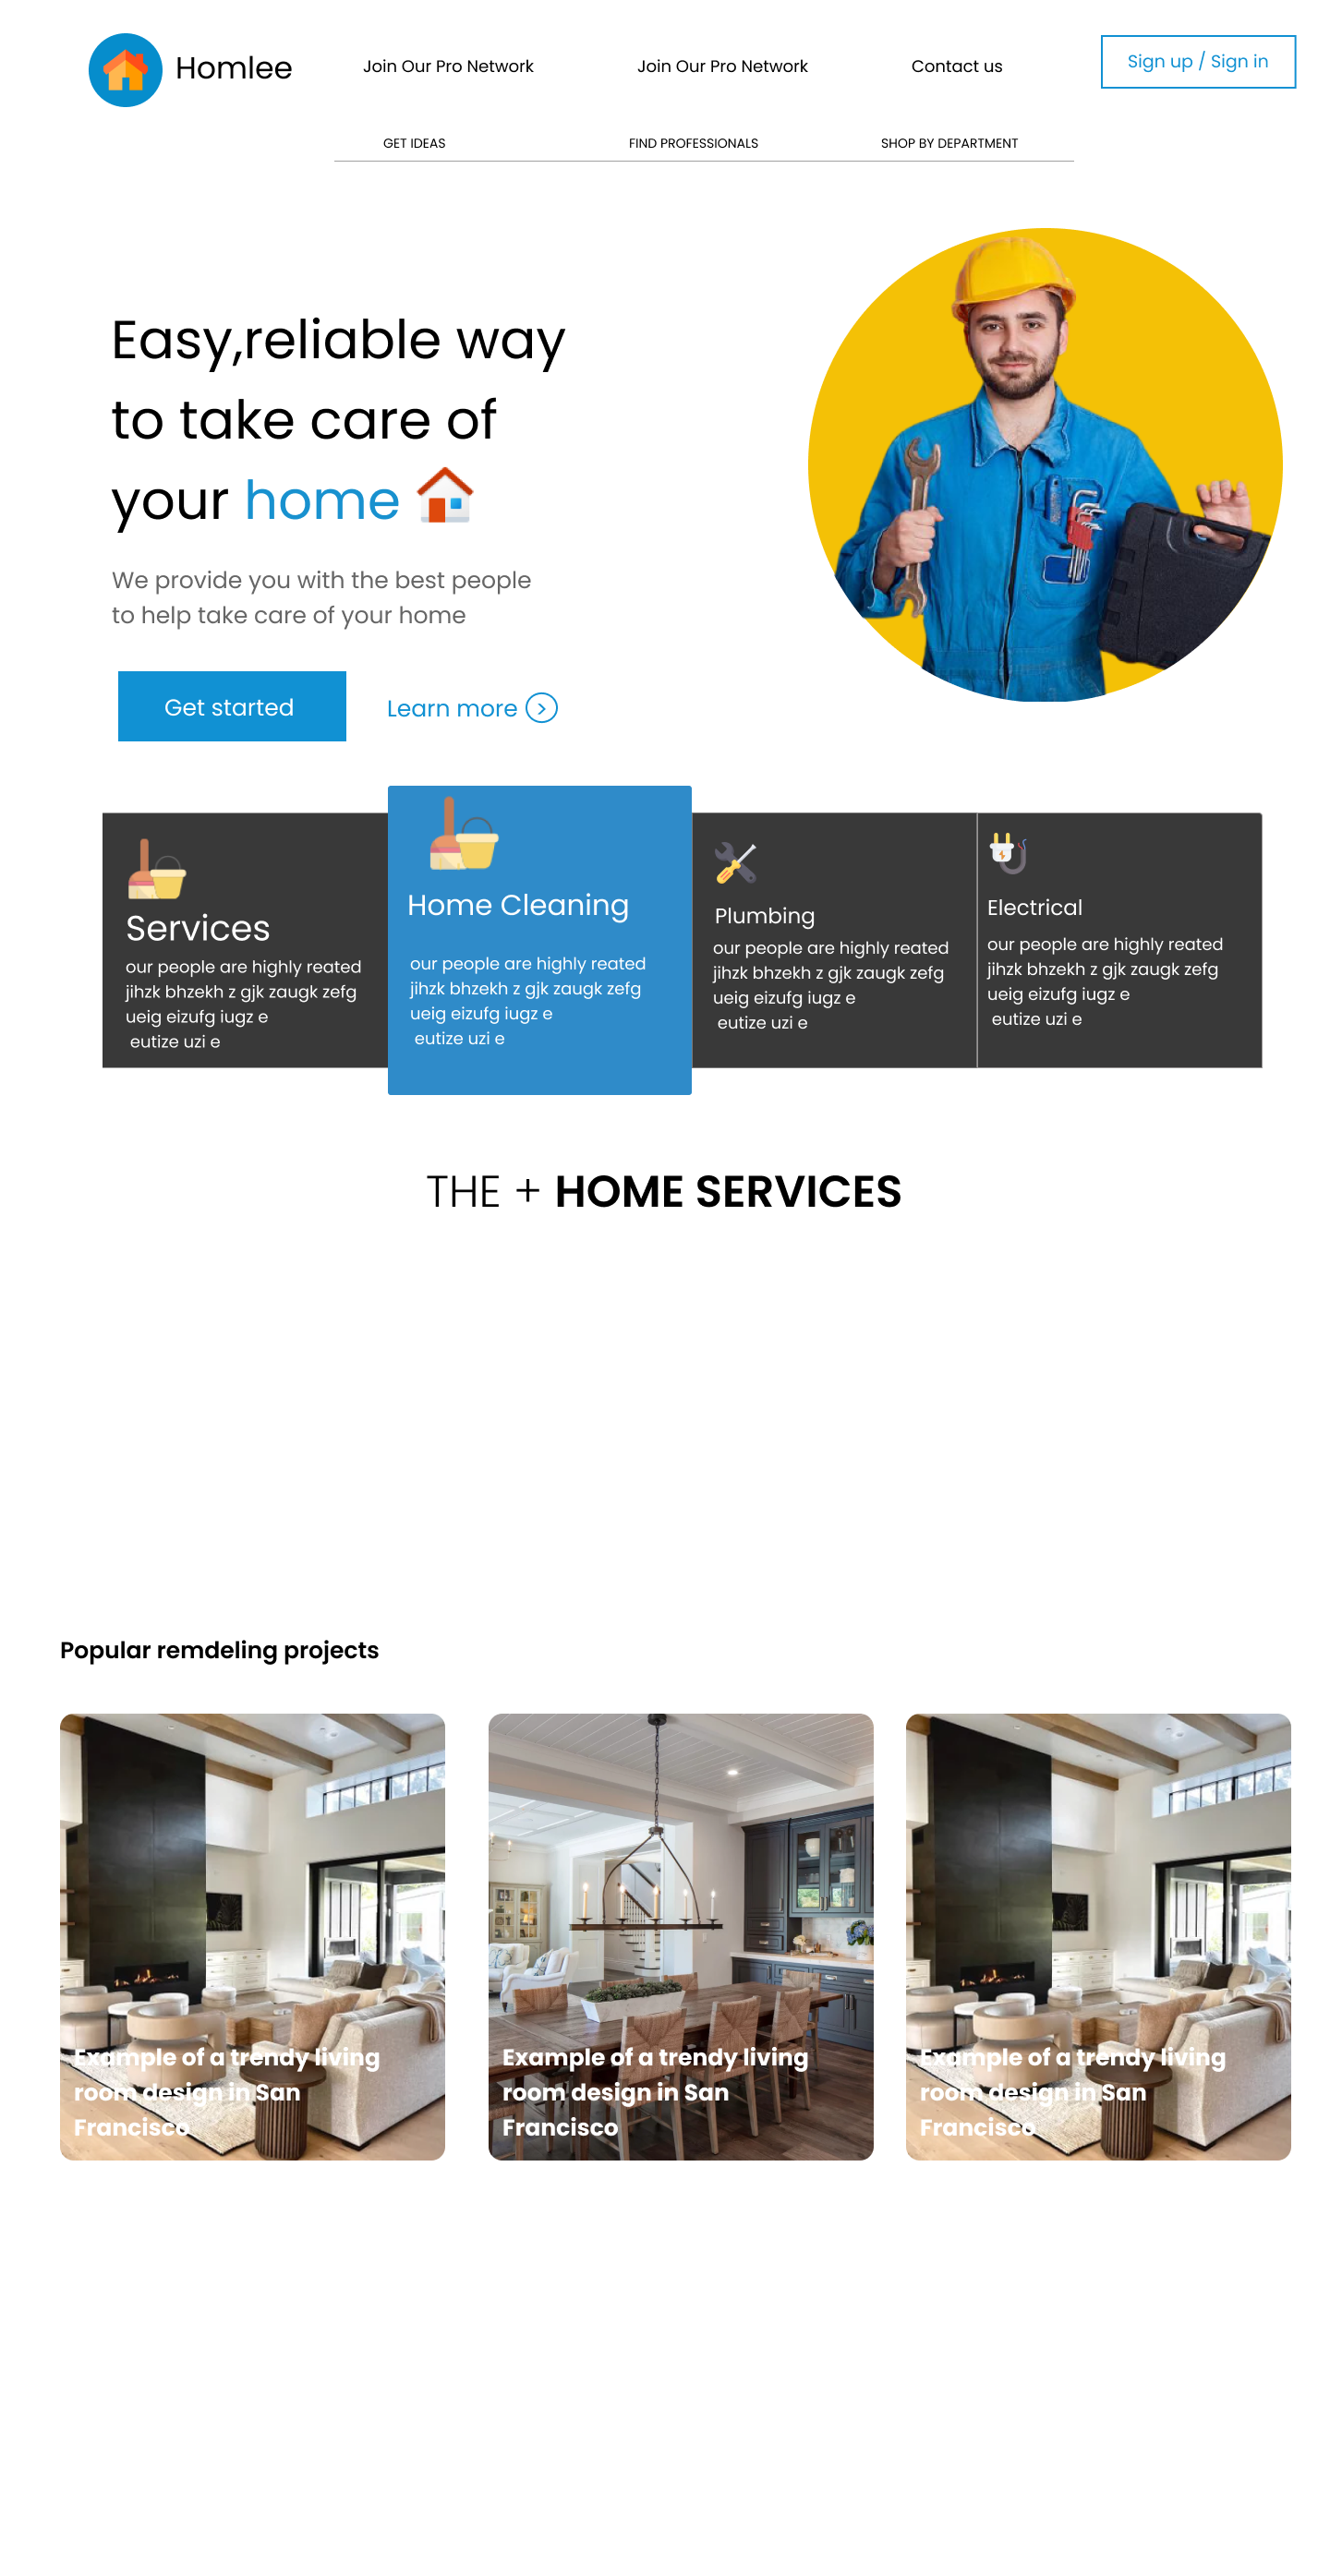 Homlee
Join Our Pro Network
Join Our Pro Network
Contact us
Sign up / Sign in
GET IDEAS
FIND PROFESSIONALS
SHOP BY DEPARTMENT
Easy,reliable way
to take care of
your home
We provide you with the best people
to help take care of your home
Get started
Learn more >
Services
our people are highly reated
jihzk bhzekh z gjk zaugk zefg
ueig eizufg iugz e
eutize uzi e
Home Cleaning
our people are highly reated
jihzk bhzekh z gjk zaugk zefg
ueig eizufg iugz e
eutize uzi e
Plumbing
our people are highly reated
jihzk bhzekh z gjk zaugk zefg
ueig eizufg iugz e
eutize uzi e
Electrical
our people are highly reated
jihzk bhzekh z gjk zaugk zefg
ueig eizufg iugz e
eutize uzi e
THE + HOME SERVICES
Popular remdeling projects
Example of a trendy living
room design in San
Francisco
Example of a trendy living
room design in San
Francisco
Example of a trendy living
room design in San
Francisco